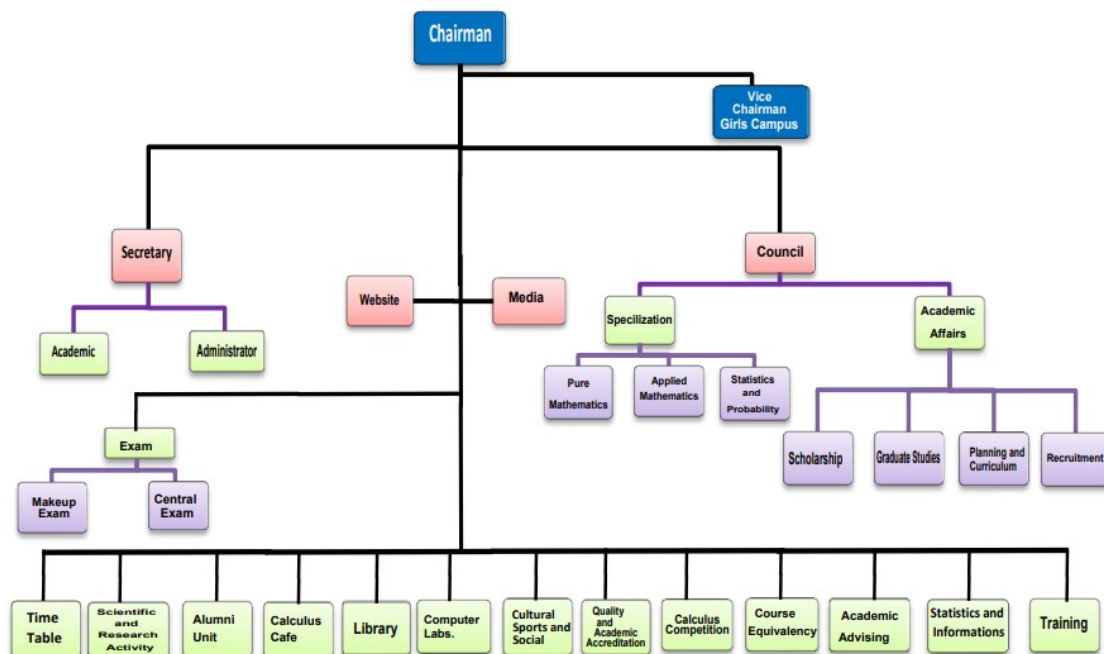 Chairman
Vice
Chairman
Girls Campus
Secretary
Council
Website
Media
Specilization
Academic
Affairs
Academic
Administrator
Pure
Mathematics
Applied
Mathematics
Statistics
and
Probability
Exam
Scholarship
Graduate Studies
Planning and
Curriculum
Recruitment
Makeup
Exam
Central
Exam
Time
Table
Scientific
and
Research
Activity
Alumni
Unit
Calculus
Cafe
Library
Computer
Labs.
Cultural
Sports and
Social
Quality
and
Academic
Accreditation
Calculus
Competition
Course
Equivalency
Academic
Advising
Statistics and
Informations
Training